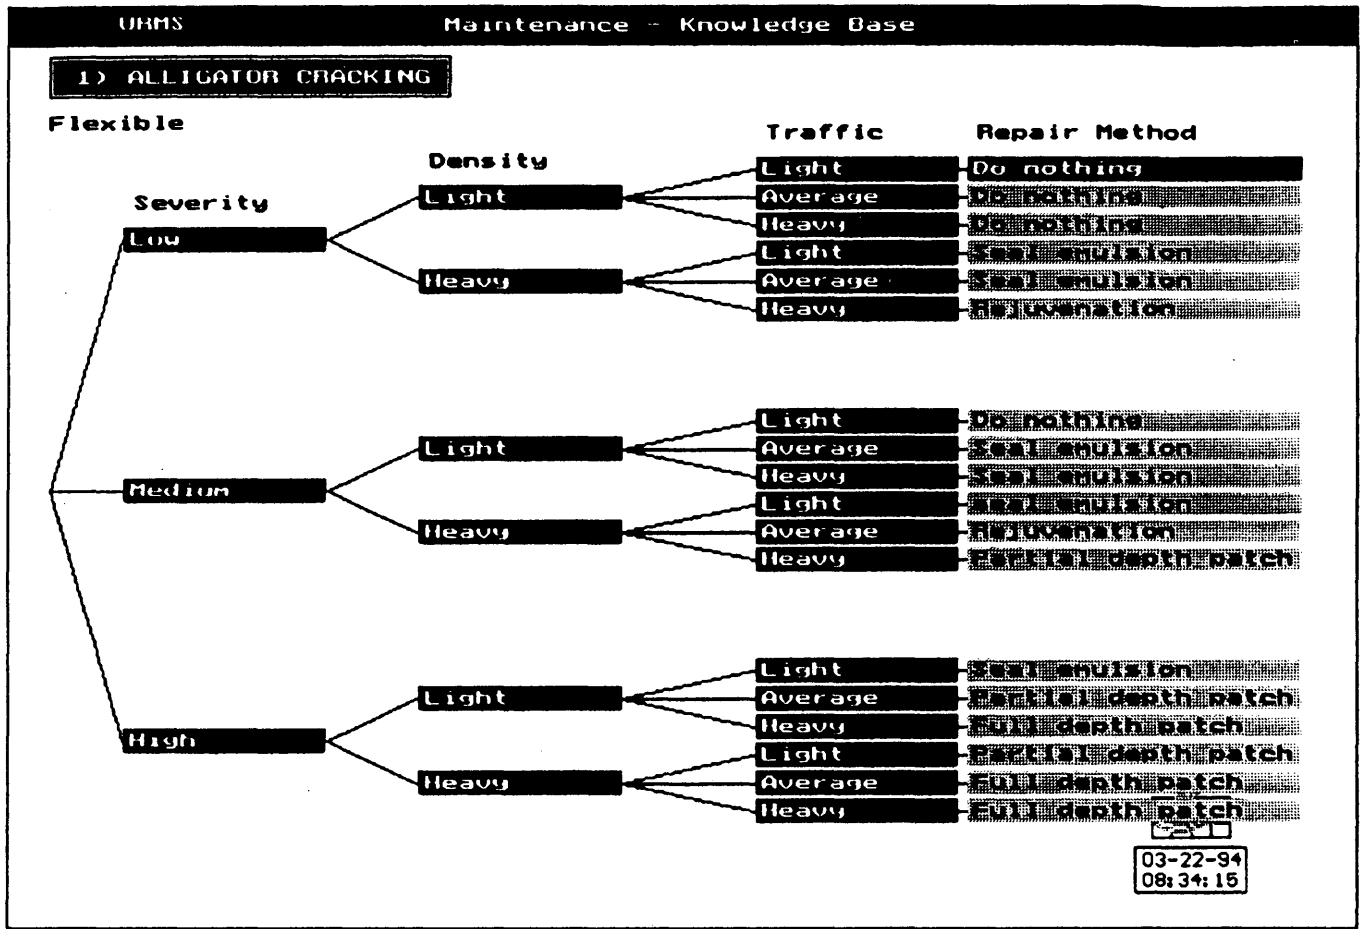 URMS Maintenance - Knowledge Base
1) ALLIGATOR CRACKING
Flexible
Traffic Repair Method
Density
Severity
Light Do nothing
Light Average Do nothing
Heavy Do nothing
Low
Light Seal emulsion
Heavy Average Seal emulsion
Heavy Rejuvenation
Light Do nothing
Light Average Seal emulsion
Heavy Seal emulsion
Medium
Light Seal emulsion
Heavy Average Rejuvenation
Heavy Partial depth patch
Light Seal emulsion
Light Average Partial depth patch
Heavy Full depth patch
High
Light Partial depth patch
Heavy Average Full depth patch
Heavy Full depth patch
03-22-94
08:34:15